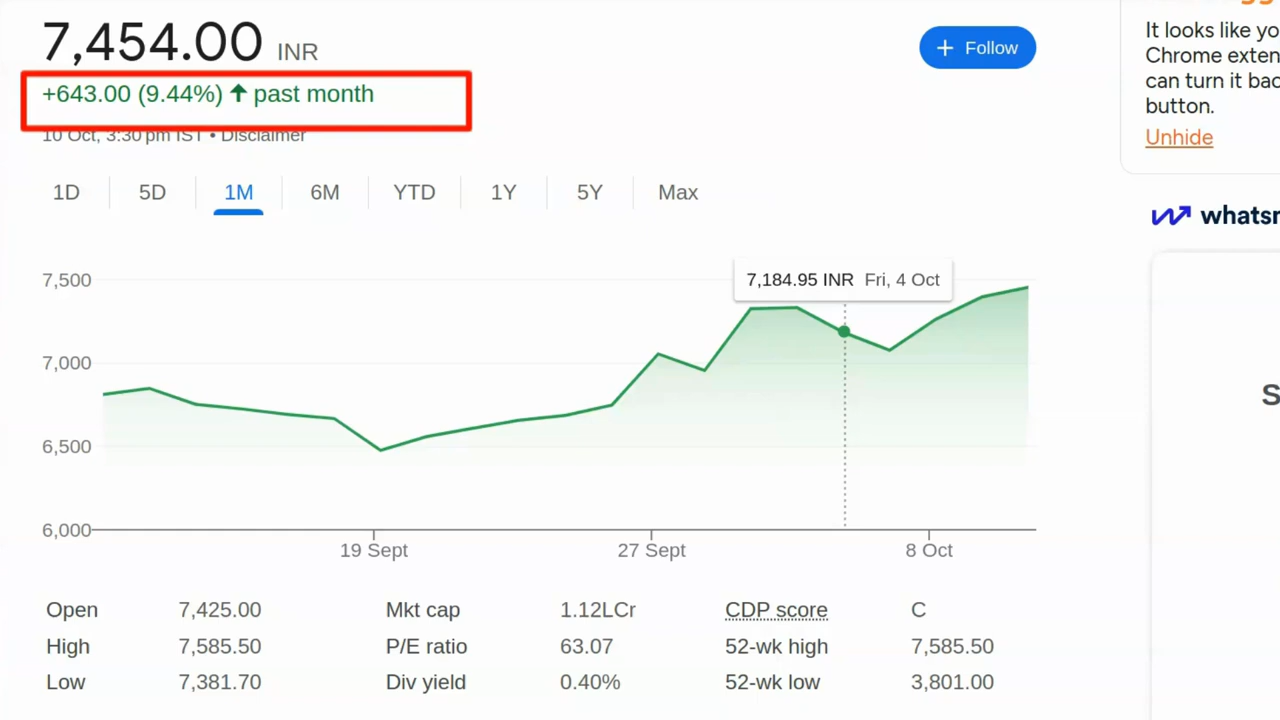 7,454.00 INR
+ Follow
+643.00 (9.44%) ↑ past month
10 Oct, 3:30 pm IST • Disclaimer
1D 5D 1M 6M YTD 1Y 5Y Max
7,500
7,184.95 INR Fri, 4 Oct
7,000
6,500
6,000
19 Sept 27 Sept 8 Oct
Open 7,425.00 Mkt cap 1.12LCr CDP score C
High 7,585.50 P/E ratio 63.07 52-wk high 7,585.50
Low 7,381.70 Div yield 0.40% 52-wk low 3,801.00
It looks like yo
Chrome exten
can turn it bac
button.
Unhide
whatsm
S